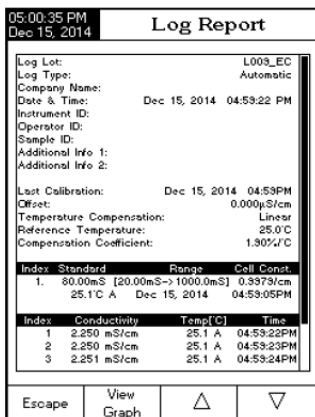 05:00:35 PM
Dec 15, 2014
Log Report
Log Lot: L003_EC
Log Type: Automatic
Company Name:
Date & Time: Dec 15, 2014 04:59:22 PM
Instrument ID:
Operator ID:
Sample ID:
Additional Info 1:
Additional Info 2:
Last Calibration: Dec 15, 2014 04:59PM
Offset: 0.000µS/cm
Temperature Compensation: Linear
Reference Temperature: 25.0°C
Compensation Coefficient: 1.90%/°C
Index Standard Range Cell Const.
1. 80.00mS [20.00mS->1000.0mS] 0.9979/cm
25.1°C A Dec 15, 2014 04:59:05PM
Index Conductivity Temp[°C] Time
1 2.250 mS/cm 25.1 A 04:59:22PM
2 2.250 mS/cm 25.1 A 04:59:23PM
3 2.251 mS/cm 25.1 A 04:59:24PM
Escape
View Graph